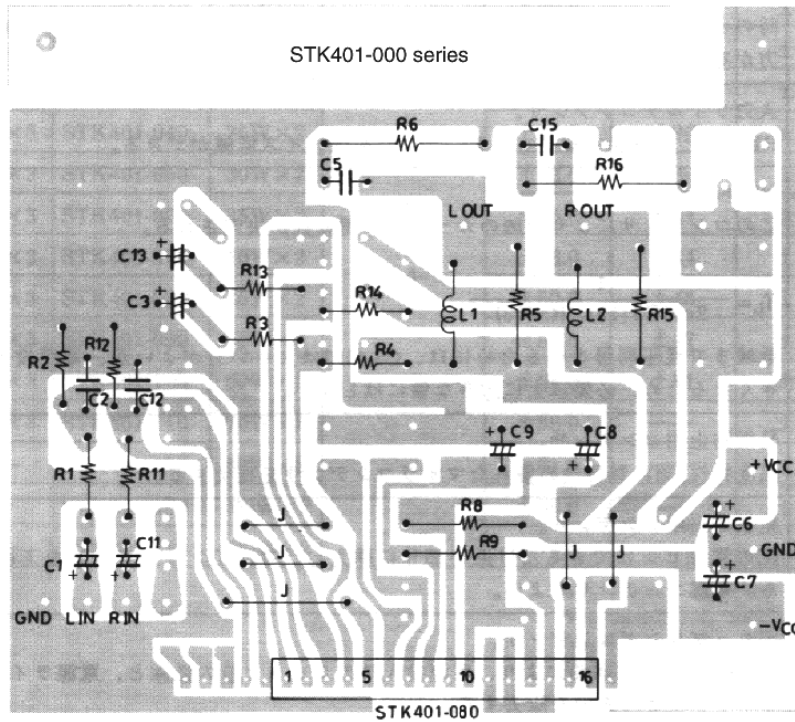 STK401-000 series
R6
C15
C5
R16
L OUT
R OUT
C13
R13
C3
R14
L1
R5
L2
R15
R3
R2
R12
R4
C2
C12
C9
C8
R1
R11
+VCC
J
R8
C6
C1
C11
J
R9
J
J
GND
C7
J
GND
L IN
R IN
-VCC
1
5
10
16
STK401-080